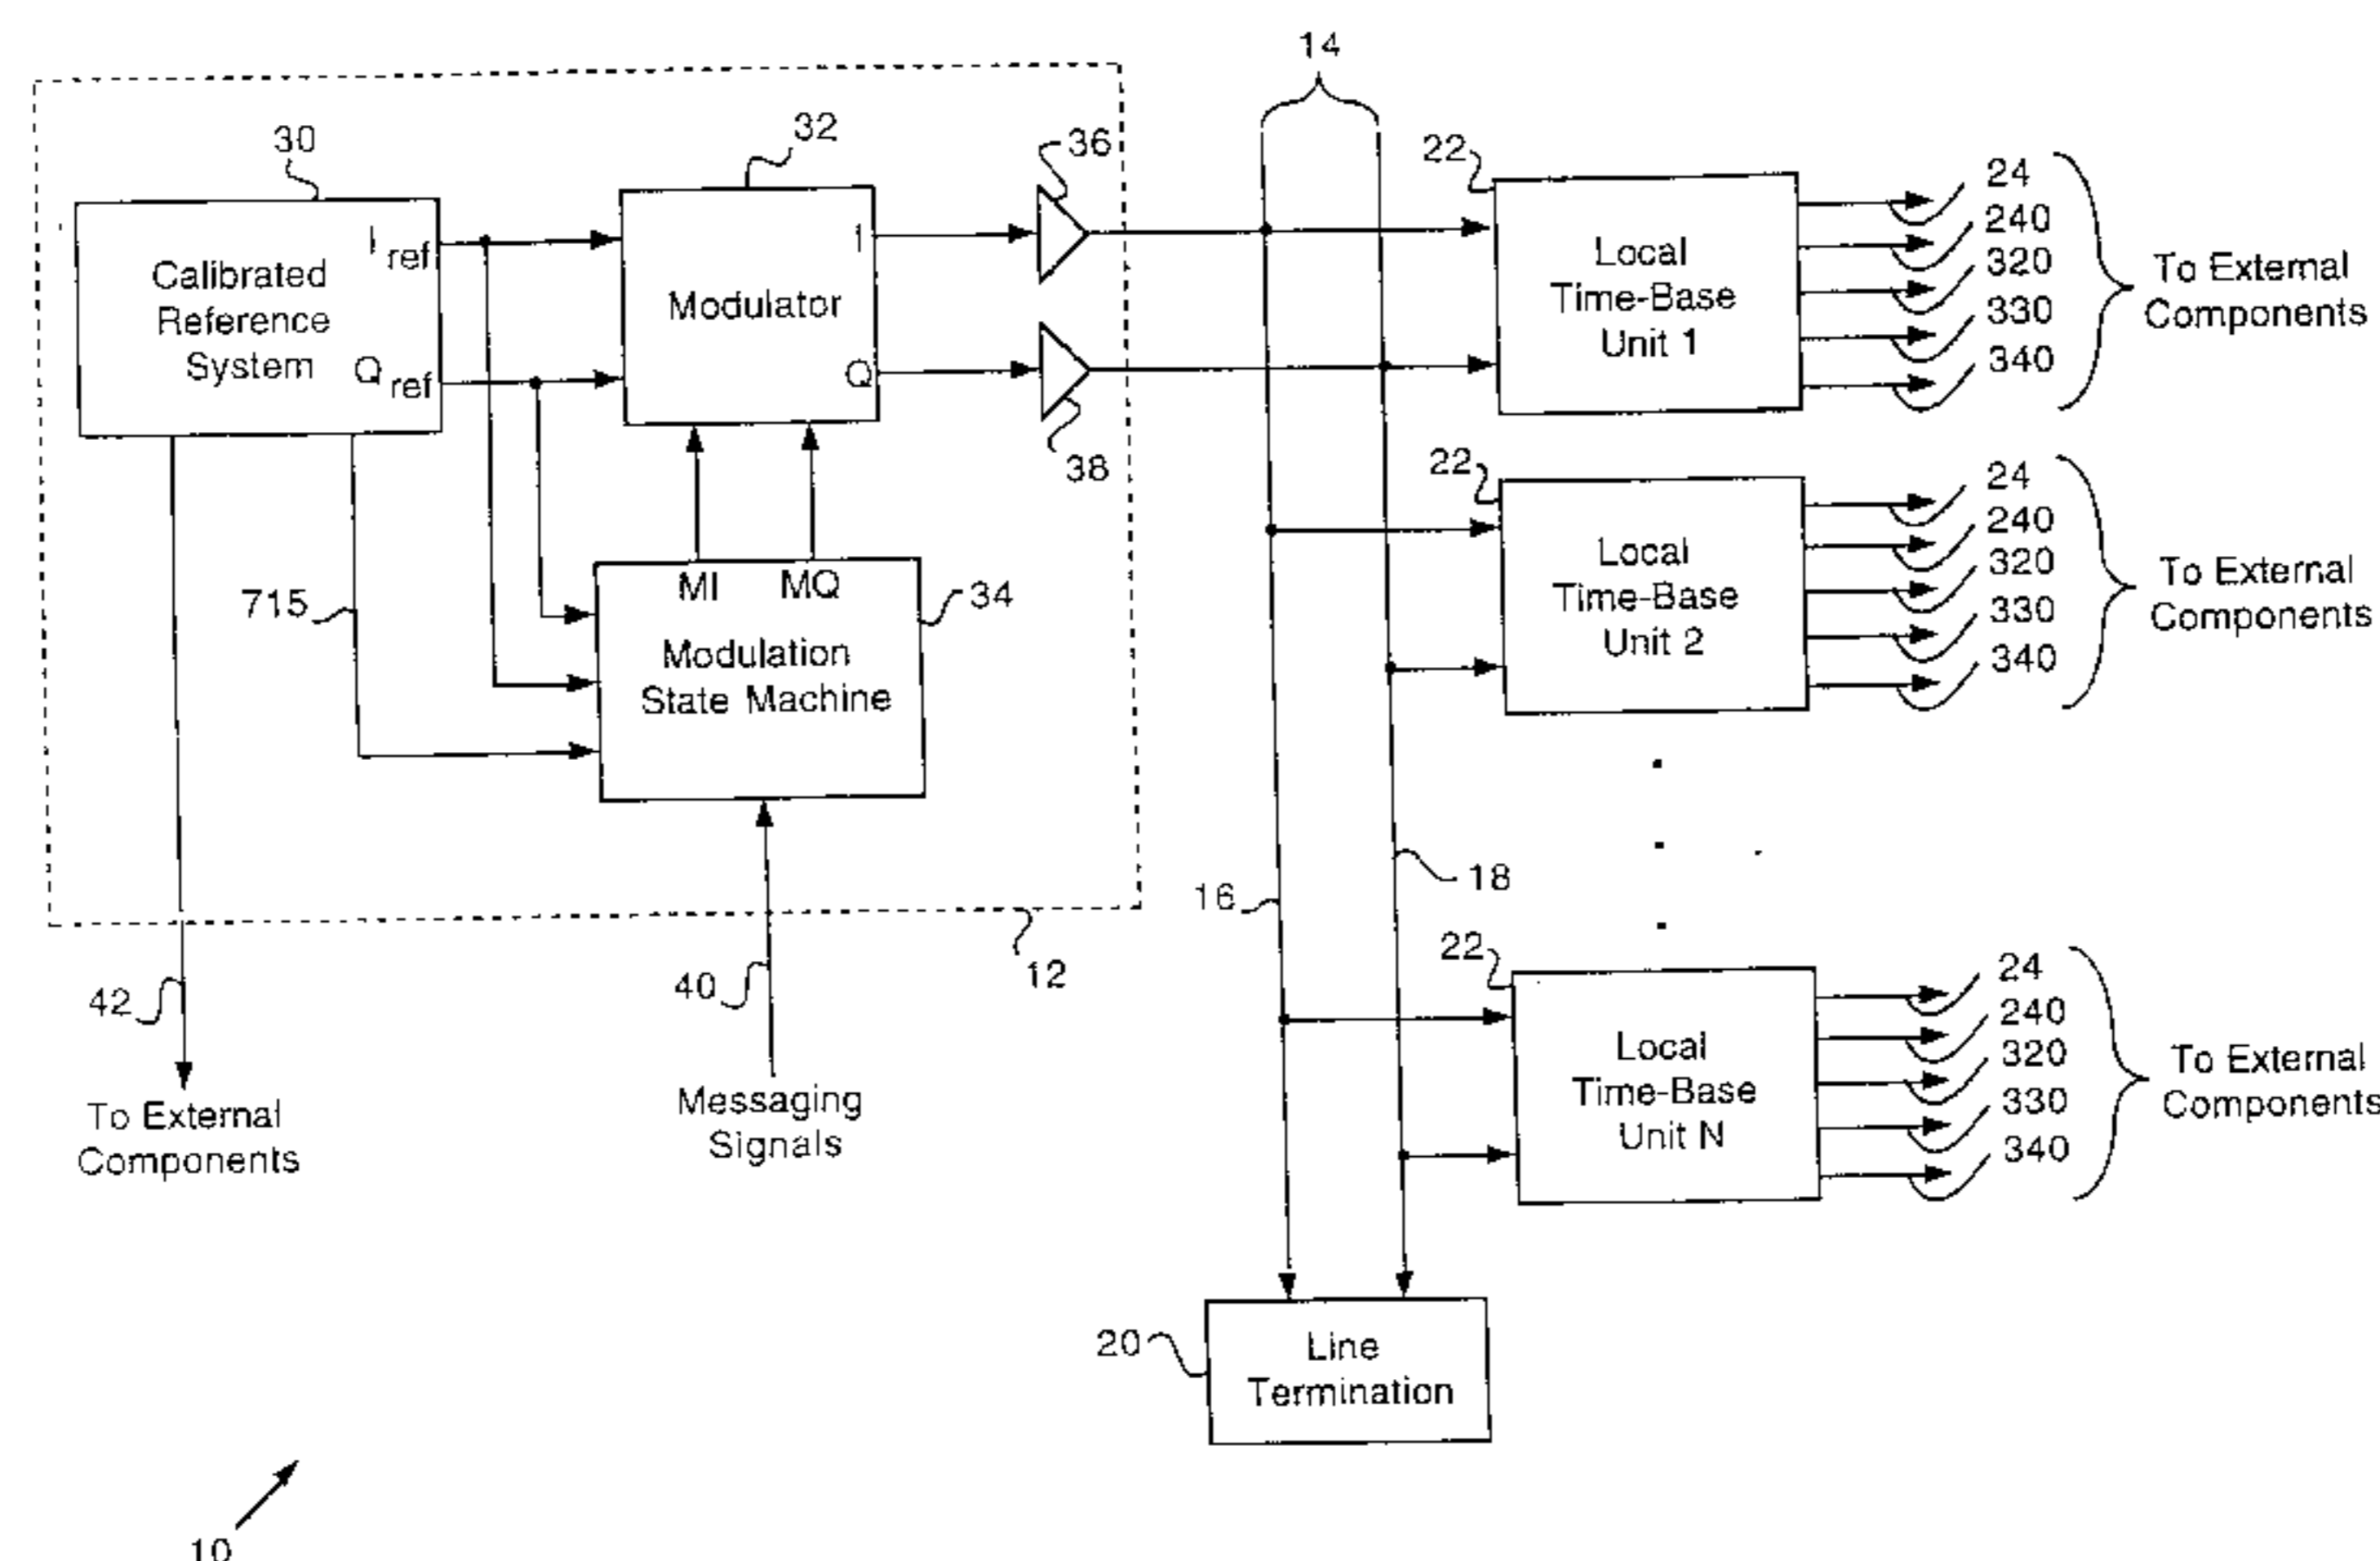 14
30
32
36
22
24
240
320
330
340
I ref
Calibrated
Reference
System
Q ref
Modulator
I
Q
Local
Time-Base
Unit 1
To External
Components
38
22
24
240
320
330
340
Local
Time-Base
Unit 2
To External
Components
715
MI MQ
34
Modulation
State Machine
16
18
12
42
40
22
24
240
320
330
340
Local
Time-Base
Unit N
To External
Components
To External
Components
Messaging
Signals
20
Line
Termination
10